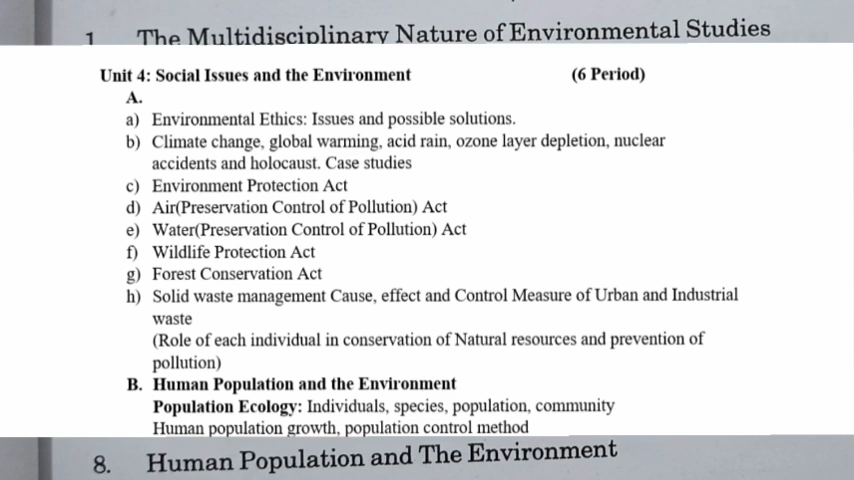 1 The Multidisciplinary Nature of Environmental Studies
Unit 4: Social Issues and the Environment (6 Period)
A.
a) Environmental Ethics: Issues and possible solutions.
b) Climate change, global warming, acid rain, ozone layer depletion, nuclear
accidents and holocaust. Case studies
c) Environment Protection Act
d) Air(Preservation Control of Pollution) Act
e) Water(Preservation Control of Pollution) Act
f) Wildlife Protection Act
g) Forest Conservation Act
h) Solid waste management Cause, effect and Control Measure of Urban and Industrial
waste
(Role of each individual in conservation of Natural resources and prevention of
pollution)
B. Human Population and the Environment
Population Ecology: Individuals, species, population, community
Human population growth, population control method
8. Human Population and The Environment